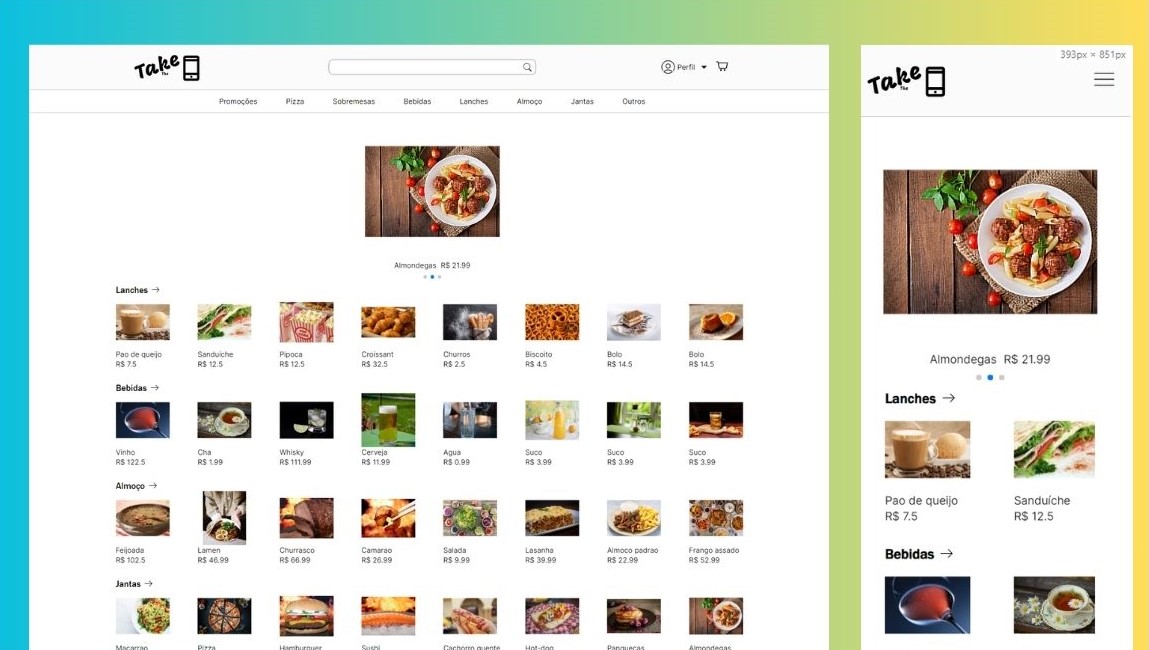 Take
The
Perfil
Promoções Pizza Sobremesas Bebidas Lanches Almoço Jantas Outros
Almondegas R$ 21.99
Lanches →
Pao de queijo Sanduiche Pipoca Croissant Churros Biscoito Bolo Bolo
R$ 7.5 R$ 12.5 R$ 12.5 R$ 32.5 R$ 2.5 R$ 4.5 R$ 14.5 R$ 14.5
Bebidas →
Vinho Cha Whisky Cerveja Agua Suco Suco Suco
R$ 122.5 R$ 1.99 R$ 111.99 R$ 11.99 R$ 0.99 R$ 3.99 R$ 3.99 R$ 3.99
Almoço →
Feijoada Lamen Churrasco Camarao Salada Lasanha Almoco padrao Frango assado
R$ 102.5 R$ 46.99 R$ 66.99 R$ 26.99 R$ 9.99 R$ 39.99 R$ 22.99 R$ 52.99
Jantas →
Macarrao Pizza Hamburguer Sushi Cachorro quente Hot-dog Panquecas Almondegas
393px × 851px
Take
The
Almondegas R$ 21.99
Lanches →
Pao de queijo Sanduíche
R$ 7.5 R$ 12.5
Bebidas →